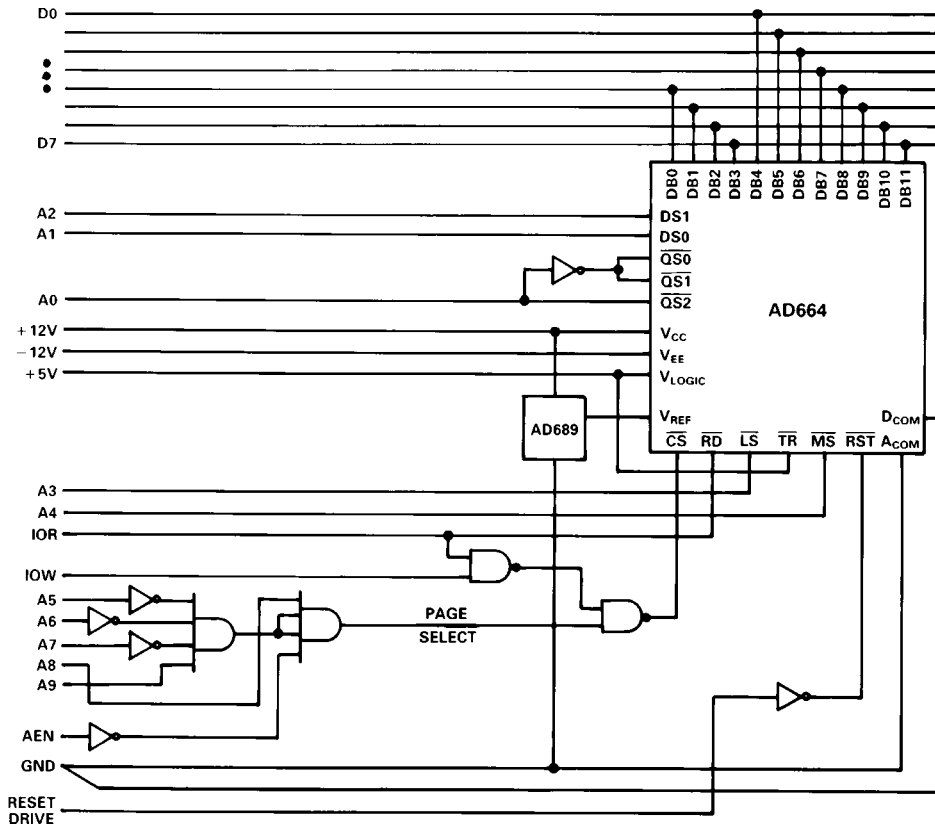 D0
D7
DB0 DB1 DB2 DB3 DB4 DB5 DB6 DB7 DB8 DB9 DB10 DB11
A2
DS1
A1
DS0
QS0
QS1
A0
QS2
AD664
+12V
VCC
−12V
VEE
+5V
VLOGIC
AD689
VREF
DCOM
CS RD LS TR MS RST ACOM
A3
A4
IOR
IOW
A5
A6
A7
A8
A9
PAGE
SELECT
AEN
GND
RESET
DRIVE